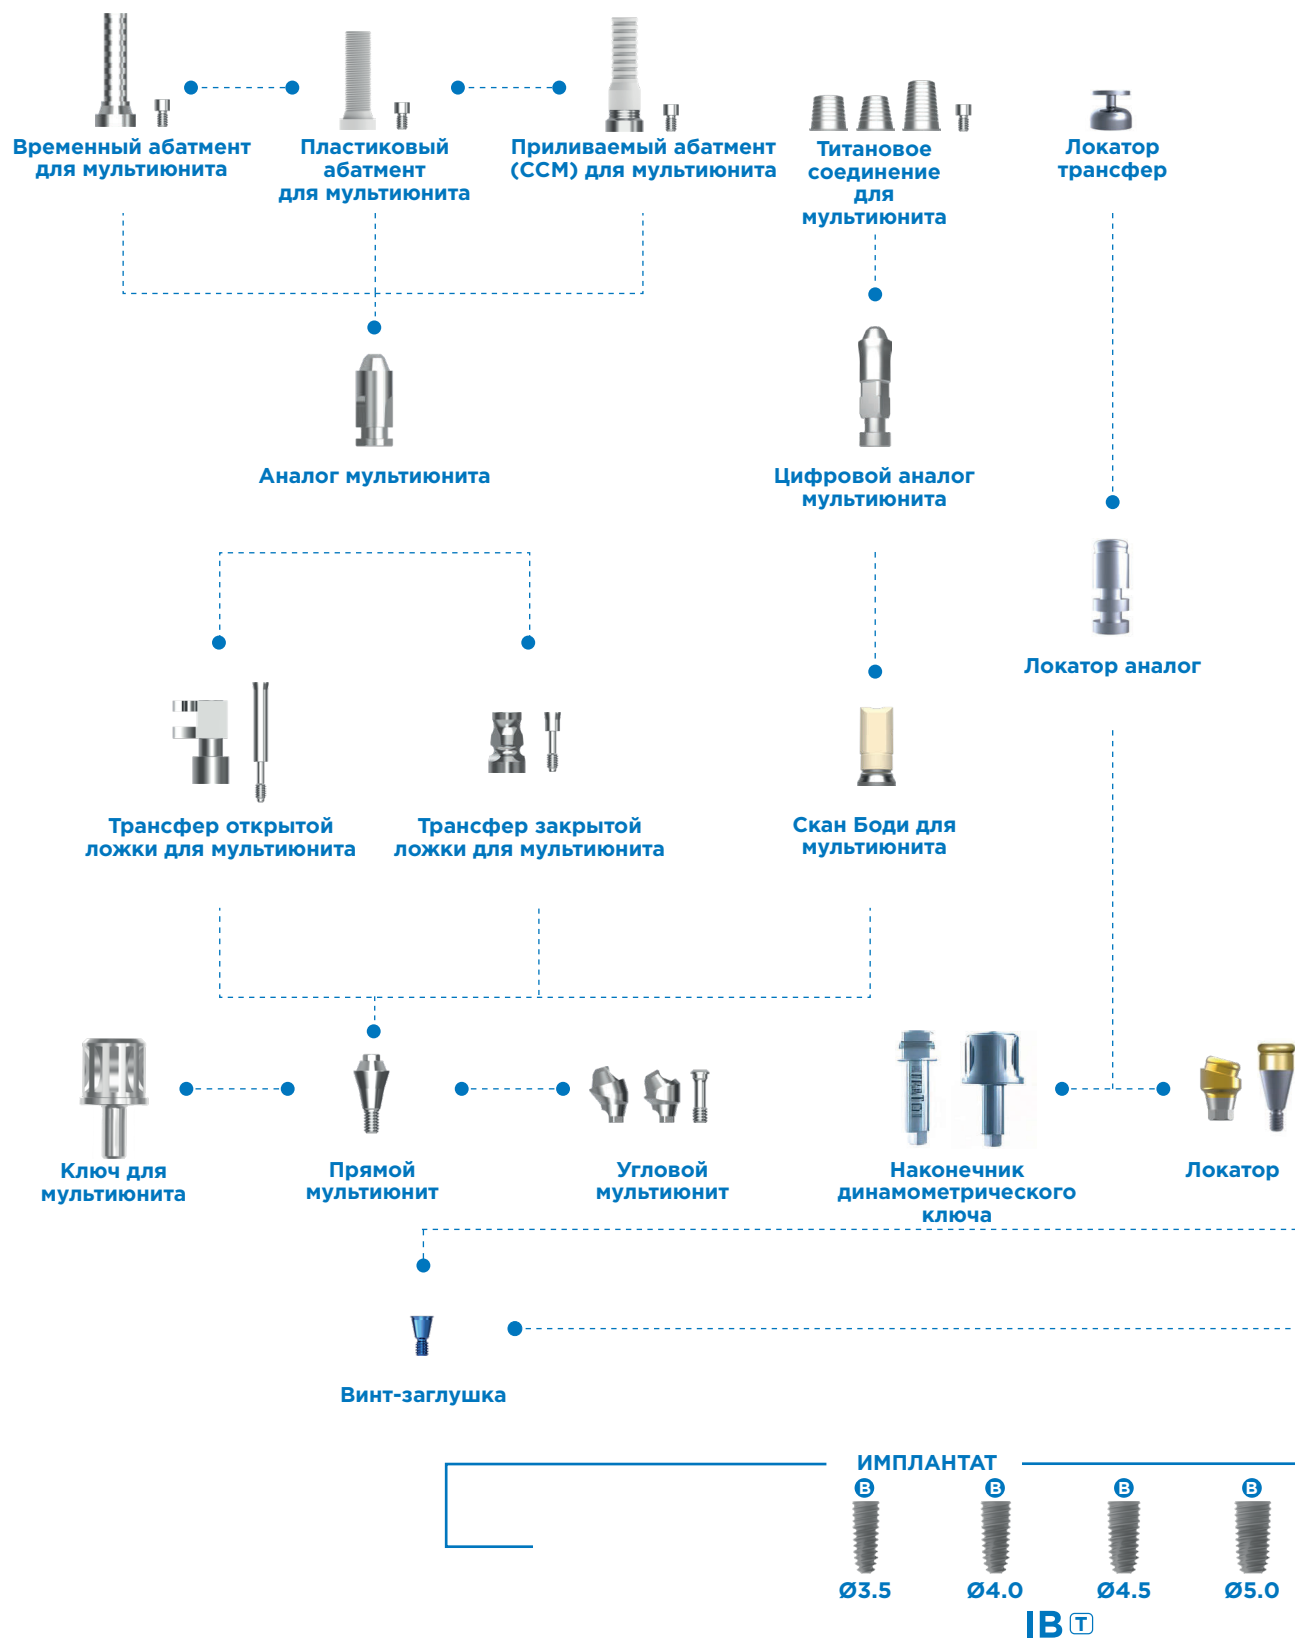 Временный абатмент
для мультиюнита
Пластиковый
абатмент
для мультиюнита
Приливаемый абатмент
(CCM) для мультиюнита
Титановое
соединение
для
мультиюнита
Локатор
трансфер
Аналог мультиюнита
Цифровой аналог
мультиюнита
Локатор аналог
Трансфер открытой
ложки для мультиюнита
Трансфер закрытой
ложки для мультиюнита
Скан Боди для
мультиюнита
Ключ для
мультиюнита
Прямой
мультиюнит
Угловой
мультиюнит
Наконечник
динамометрического
ключа
Локатор
Винт-заглушка
ИМПЛАНТАТ
B B B B
Ø3.5 Ø4.0 Ø4.5 Ø5.0
IB T